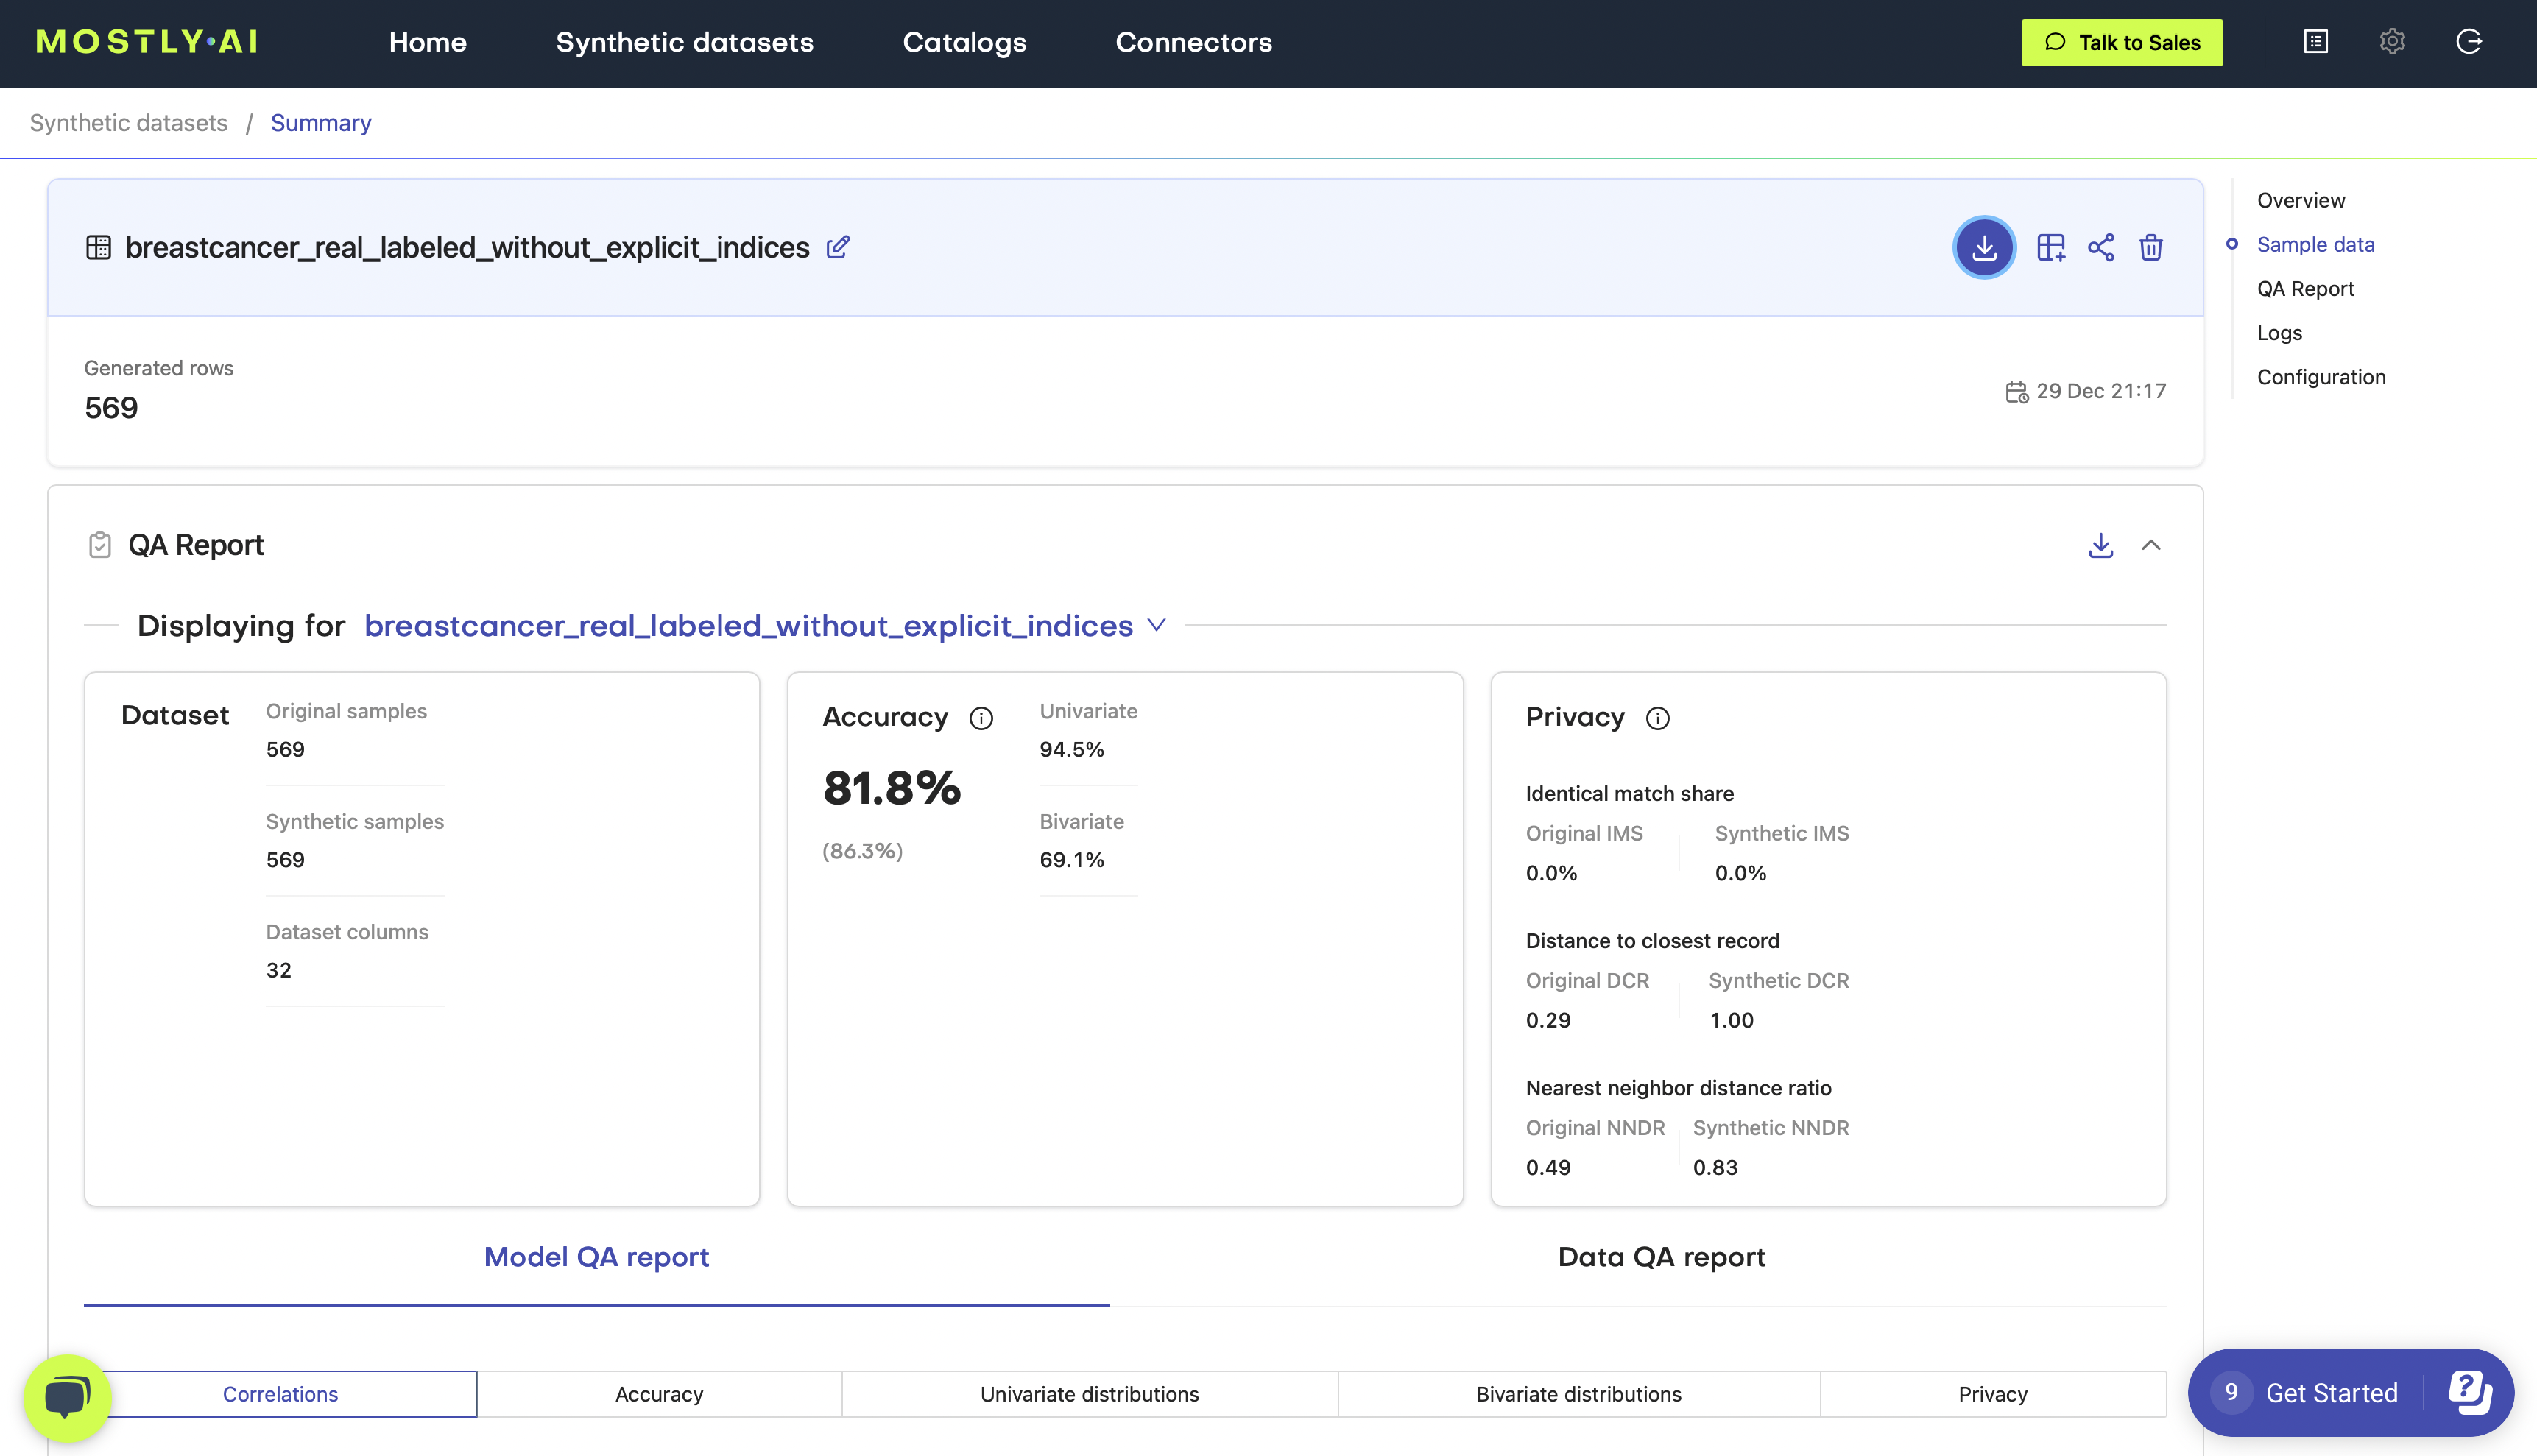 MOSTLY·AI
Home
Synthetic datasets
Catalogs
Connectors
Talk to Sales
Synthetic datasets / Summary
breastcancer_real_labeled_without_explicit_indices
Generated rows
569
29 Dec 21:17
Overview
Sample data
QA Report
Logs
Configuration
QA Report
Displaying for breastcancer_real_labeled_without_explicit_indices
Dataset
Original samples
569
Synthetic samples
569
Dataset columns
32
Accuracy
81.8%
(86.3%)
Univariate
94.5%
Bivariate
69.1%
Privacy
Identical match share
Original IMS Synthetic IMS
0.0% 0.0%
Distance to closest record
Original DCR Synthetic DCR
0.29 1.00
Nearest neighbor distance ratio
Original NNDR Synthetic NNDR
0.49 0.83
Model QA report
Data QA report
Correlations
Accuracy
Univariate distributions
Bivariate distributions
Privacy
9 Get Started ?